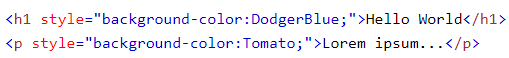 <h1 style="background-color:DodgerBlue;">Hello World</h1>
<p style="background-color:Tomato;">Lorem ipsum...</p>